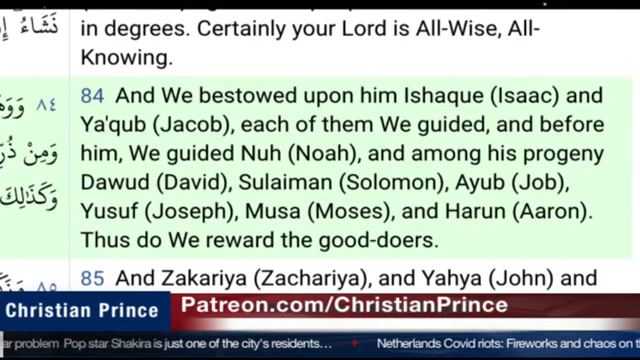 in degrees. Certainly your Lord is All-Wise, All-
نَشَاءُ
Knowing.
84 And We bestowed upon him Ishaque (Isaac) and
٨٤
Ya'qub (Jacob), each of them We guided, and before
him, We guided Nuh (Noah), and among his progeny
وَمِنْ
Dawud (David), Sulaiman (Solomon), Ayub (Job),
Yusuf (Joseph), Musa (Moses), and Harun (Aaron).
Thus do We reward the good-doers.
85 And Zakariya (Zachariya), and Yahya (John) and
٨٥
Christian Prince
Patreon.com/ChristianPrince
ar problem Pop star Shakira is just one of the city's residents...
Netherlands Covid riots: Fireworks and chaos on